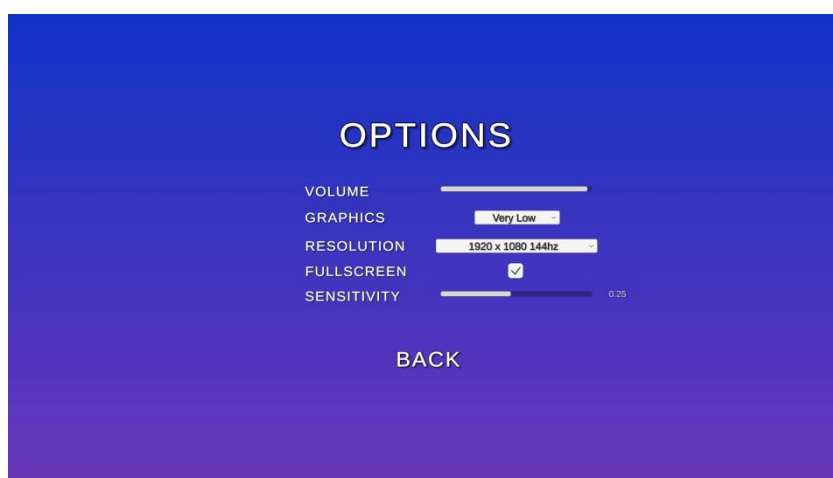 OPTIONS
VOLUME
GRAPHICS Very Low
RESOLUTION 1920 x 1080 144hz
FULLSCREEN
SENSITIVITY 0.25
BACK